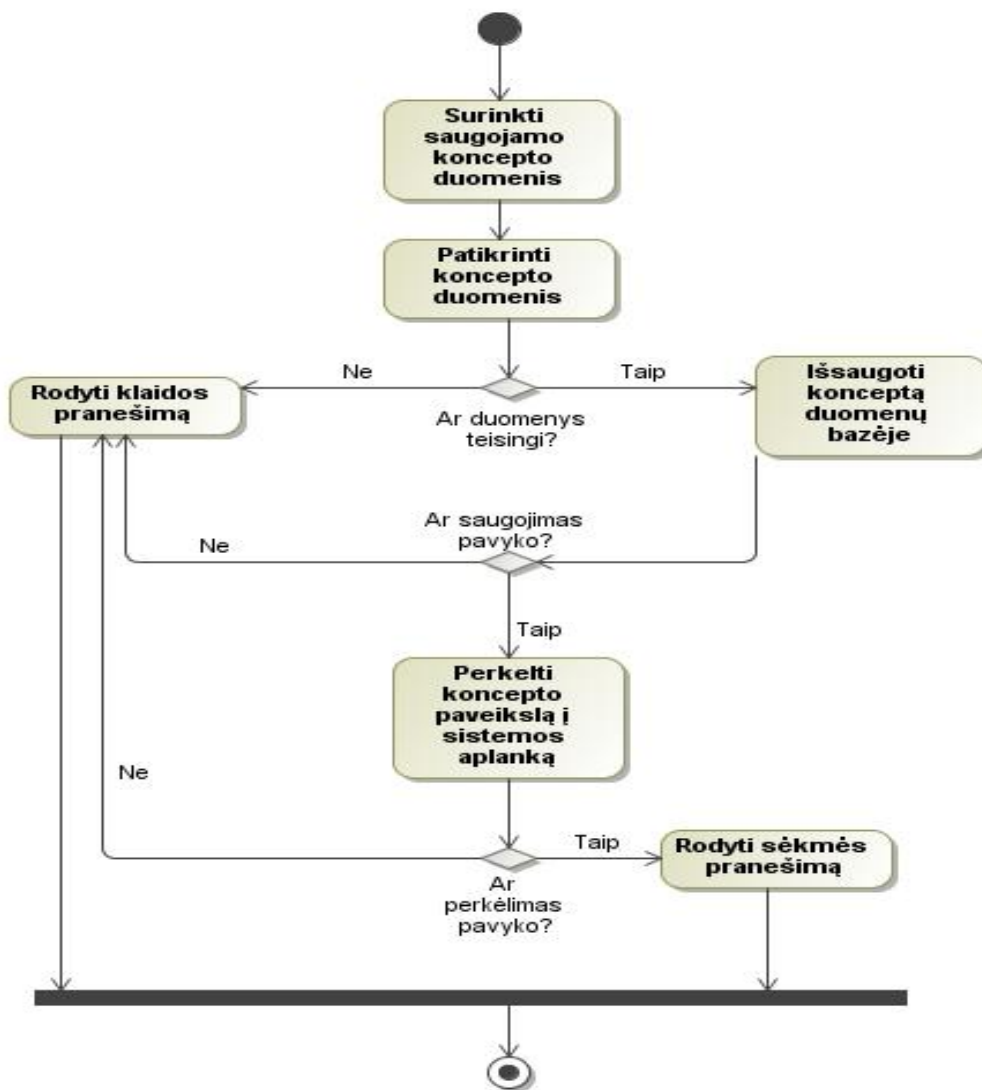 Surinkti
saugojamo
koncepto
duomenis
Patikrinti
koncepto
duomenis
Ne
Taip
Rodyti klaidos
pranešimą
Ar duomenys
teisingi?
Išsaugoti
konceptą
duomenų
bazėje
Ar saugojimas
pavyko?
Ne
Taip
Perkelti
koncepto
paveikslą į
sistemos
aplanką
Ne
Taip
Rodyti sėkmės
pranešimą
Ar
perkėlimas
pavyko?